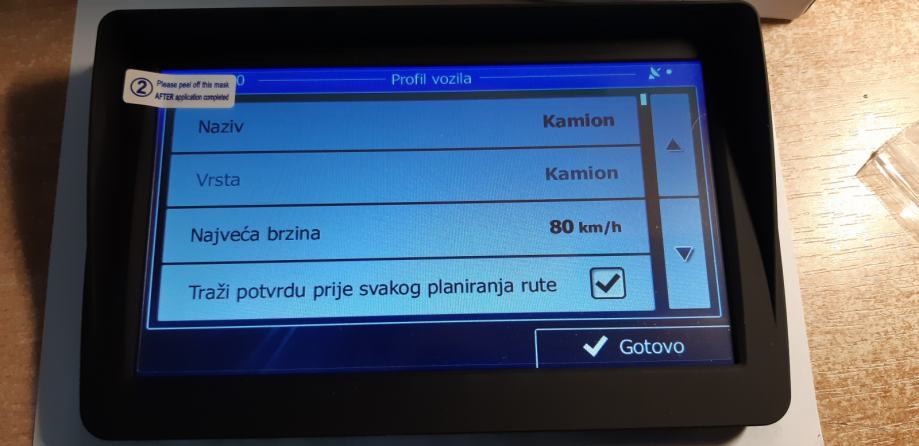 2
Please peel off this mask
AFTER application completed
0
Profil vozila
Naziv Kamion
Vrsta Kamion
Najveća brzina 80 km/h
Traži potvrdu prije svakog planiranja rute
Gotovo